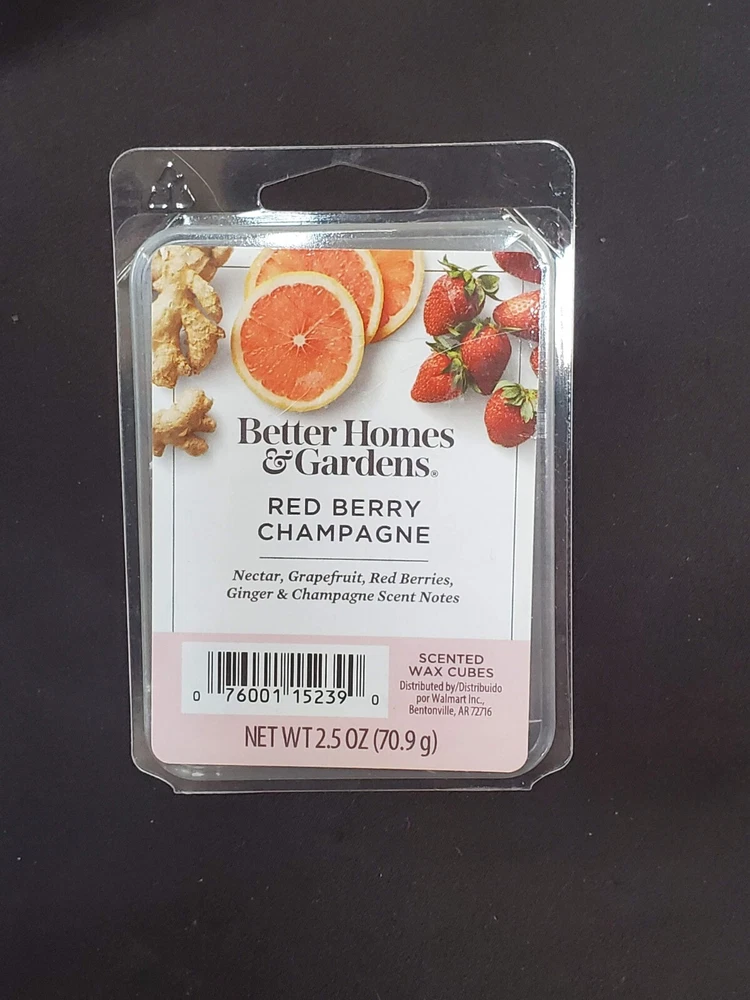 Better Homes
& Gardens®
RED BERRY
CHAMPAGNE
Nectar, Grapefruit, Red Berries,
Ginger & Champagne Scent Notes
0 76001 15239 0
SCENTED
WAX CUBES
Distributed by/Distribuido
por Walmart Inc.,
Bentonville, AR 72716
NET WT 2.5 OZ (70.9 g)